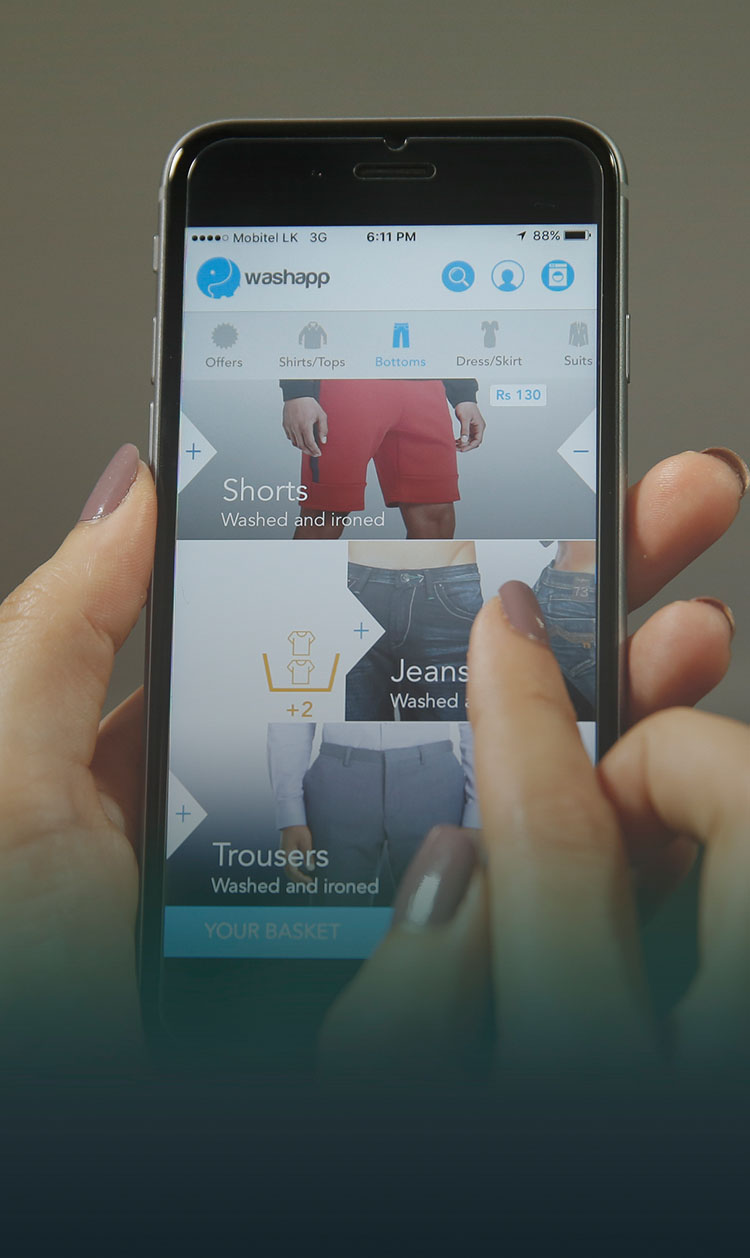 Mobitel LK 3G 6:11 PM 88%
washapp
Offers Shirts/Tops Bottoms Dress/Skirt Suits
Rs 130
Shorts
Washed and ironed
Jeans
Washed
+2
Trousers
Washed and ironed
YOUR BASKET